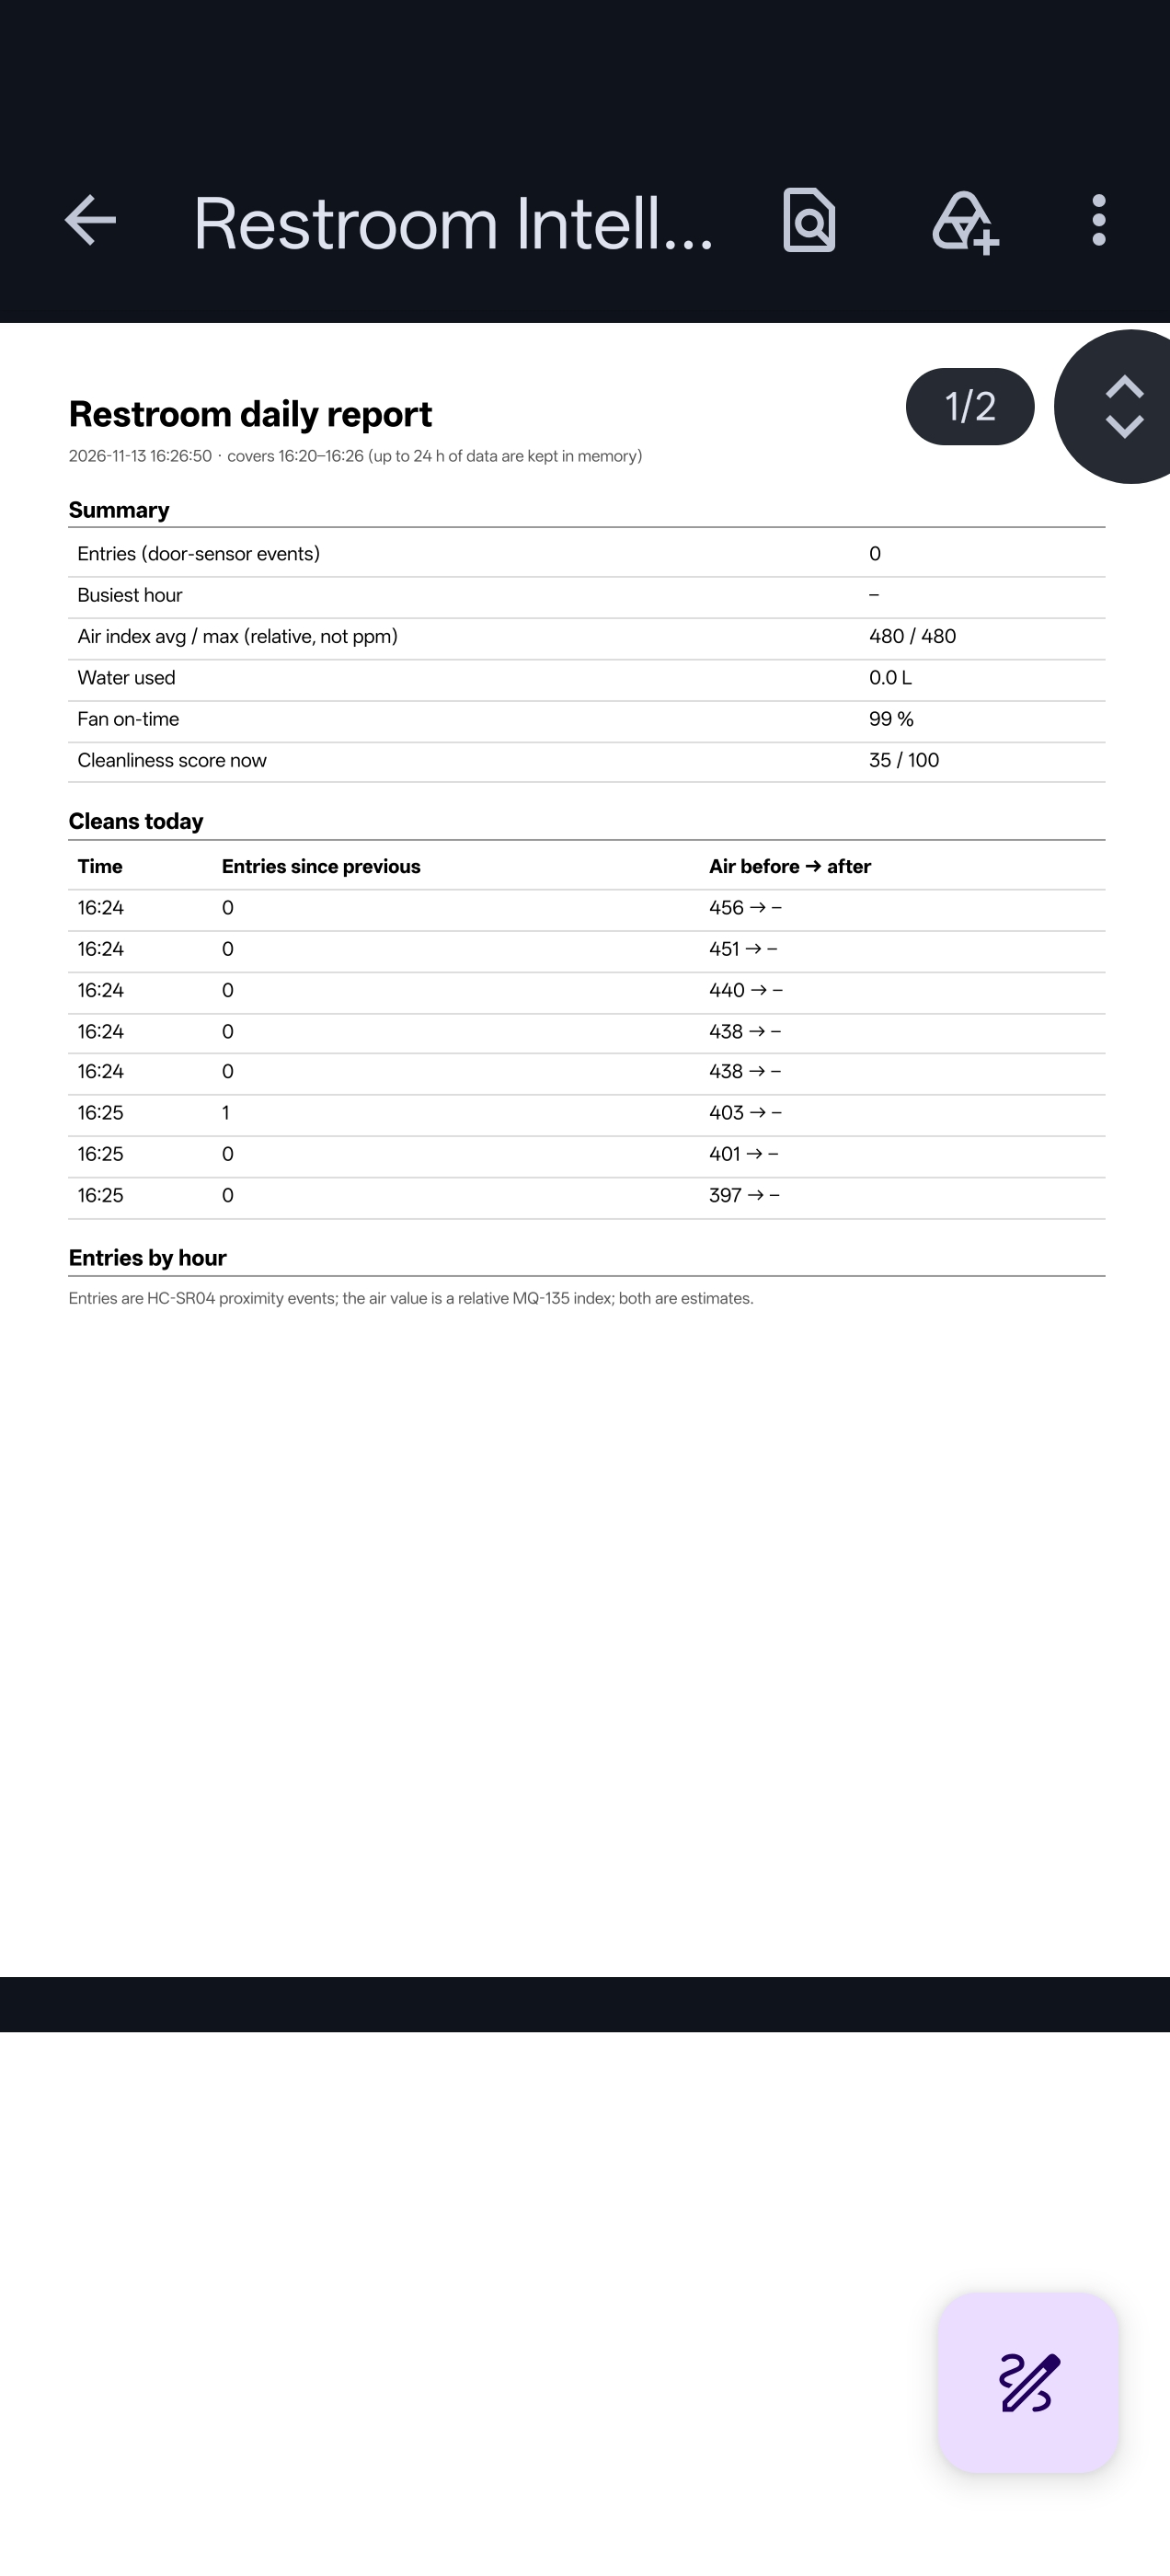 Restroom Intell...
1/2
Restroom daily report
2026-11-13 16:26:50 · covers 16:20–16:26 (up to 24 h of data are kept in memory)
Summary
Entries (door-sensor events) 0
Busiest hour –
Air index avg / max (relative, not ppm) 480 / 480
Water used 0.0 L
Fan on-time 99 %
Cleanliness score now 35 / 100
Cleans today
Time Entries since previous Air before → after
16:24 0 456 → –
16:24 0 451 → –
16:24 0 440 → –
16:24 0 438 → –
16:24 0 438 → –
16:25 1 403 → –
16:25 0 401 → –
16:25 0 397 → –
Entries by hour
Entries are HC-SR04 proximity events; the air value is a relative MQ-135 index; both are estimates.